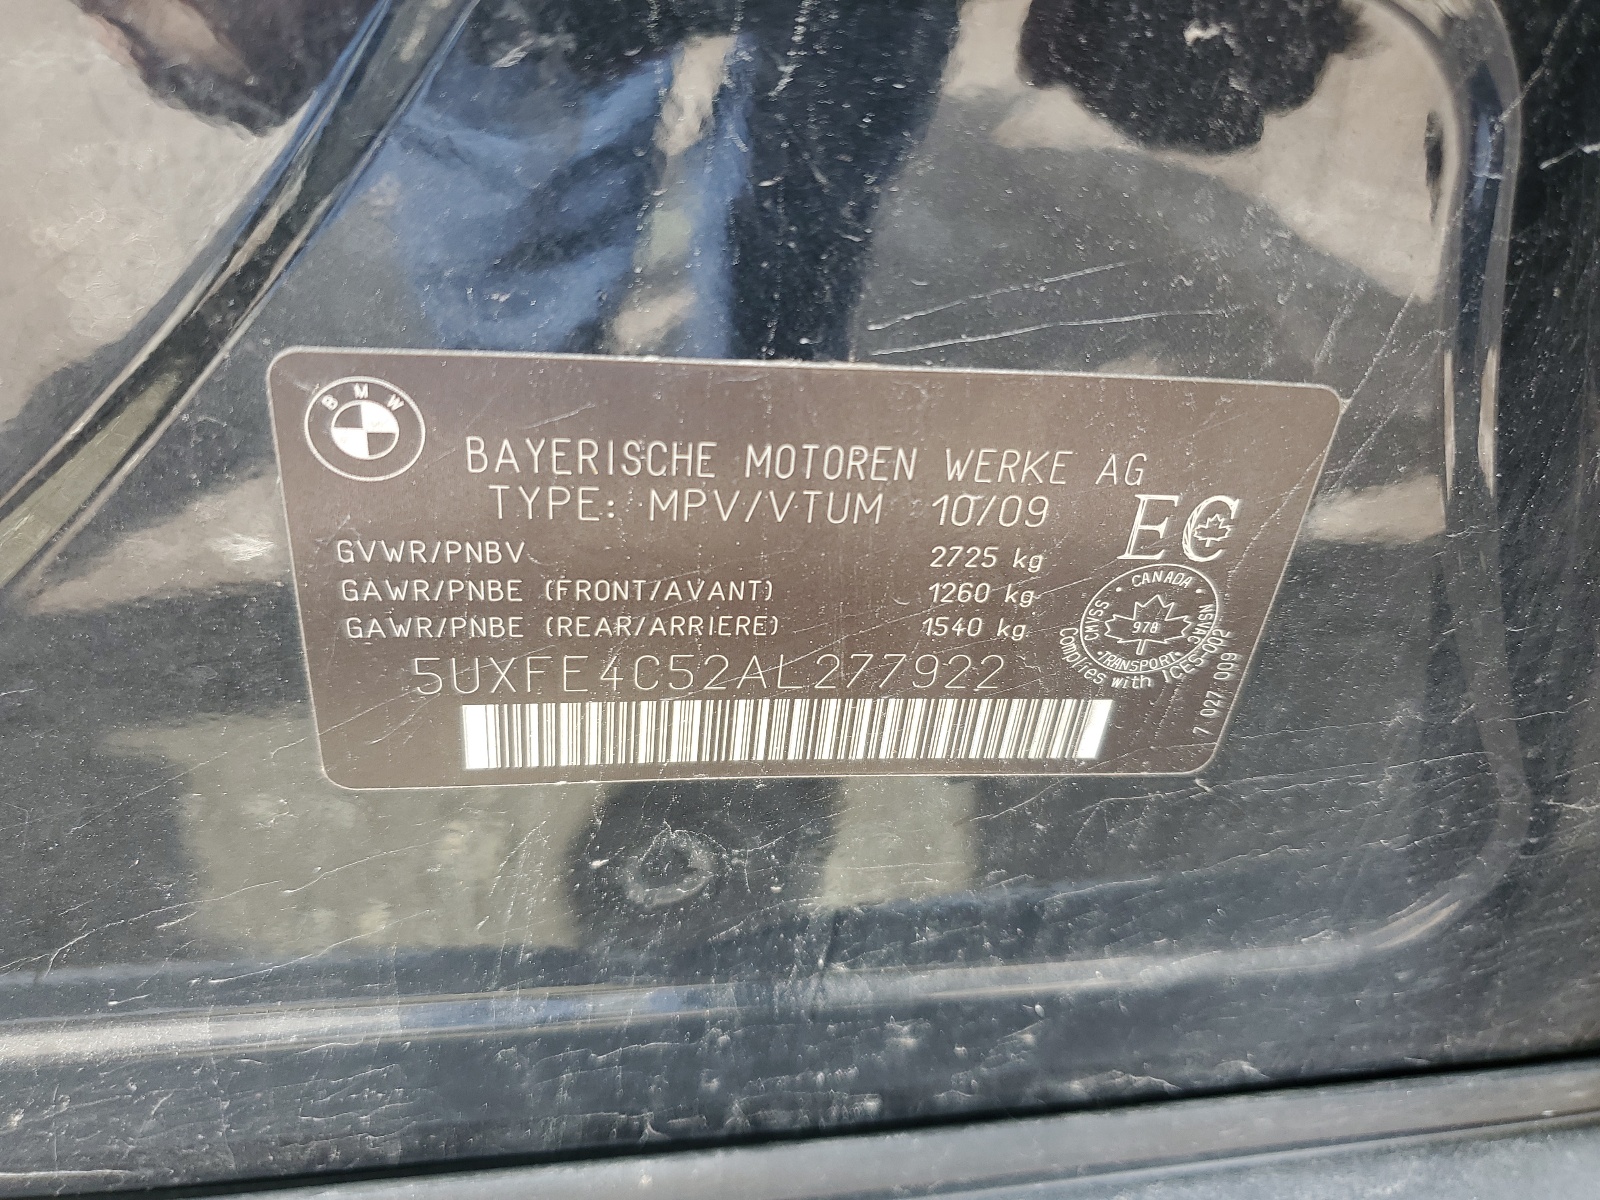 BMW
BAYERISCHE MOTOREN WERKE AG
TYPE: MPV/VTUM 10/09
EC
GVWR/PNBV 2725 kg
GAWR/PNBE (FRONT/AVANT) 1260 kg
GAWR/PNBE (REAR/ARRIERE) 1540 kg
5UXFE4C52AL277922
CANADA
CMVSS
NSVAC
978
TRANSPORT
Complies with ICES-002
7 027 009